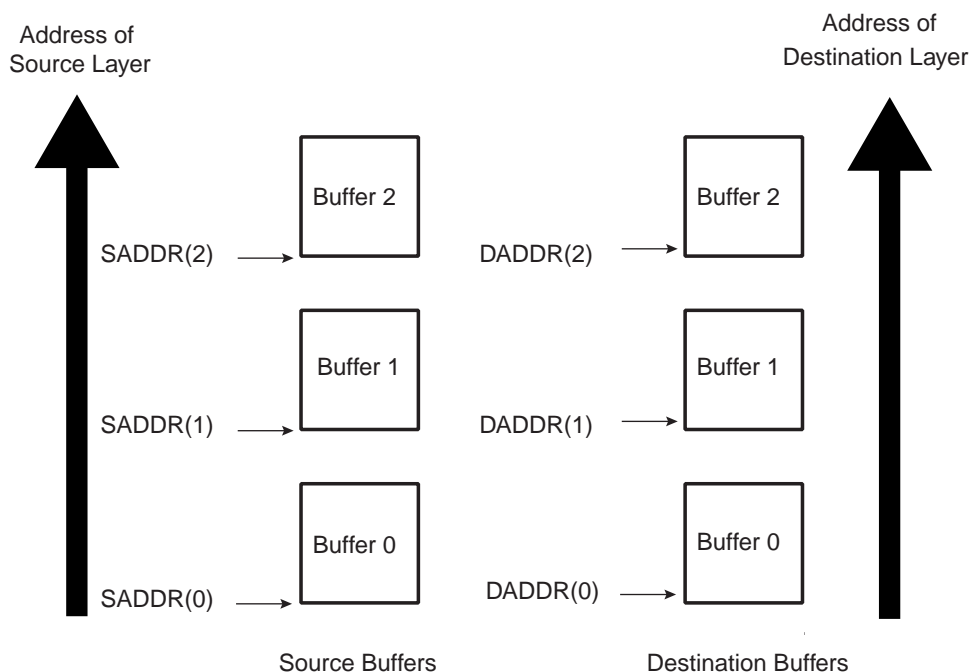 Address of
Source Layer
Address of
Destination Layer
Buffer 2
Buffer 2
SADDR(2)
DADDR(2)
Buffer 1
Buffer 1
SADDR(1)
DADDR(1)
Buffer 0
Buffer 0
SADDR(0)
DADDR(0)
Source Buffers
Destination Buffers